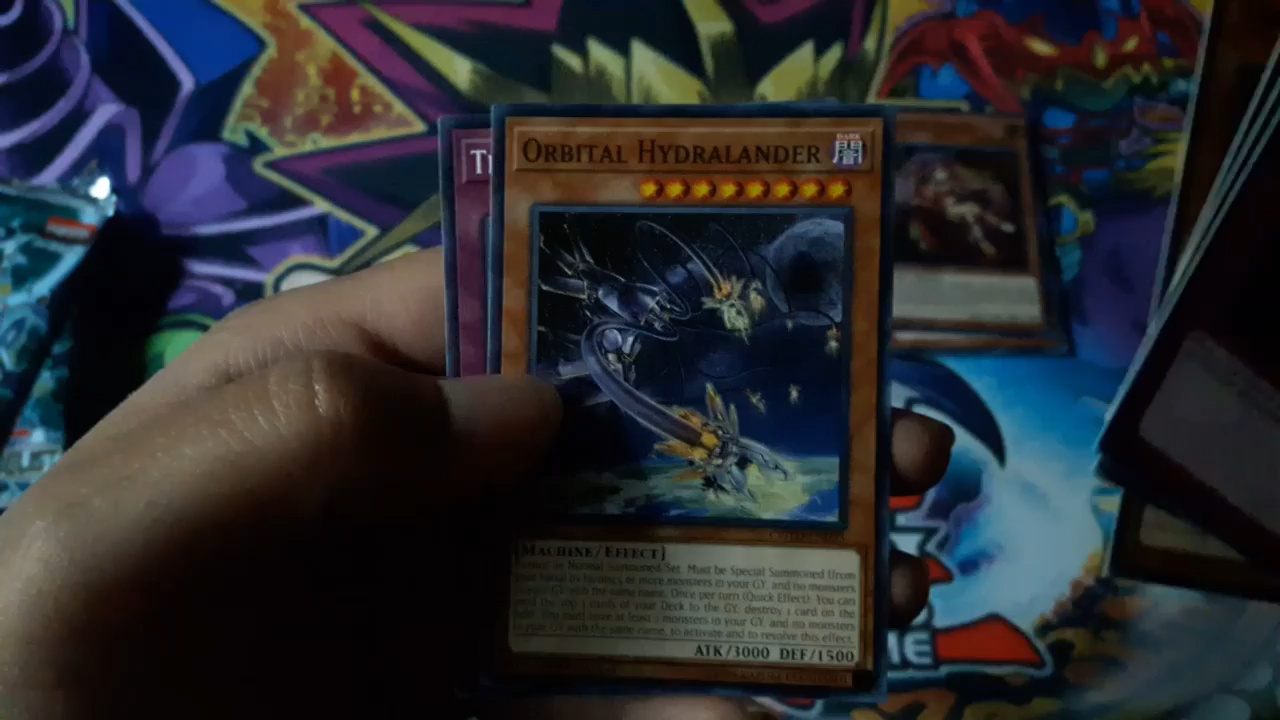 ORBITAL HYDRALANDER
DARK
闇
T
[MACHINE/EFFECT]
Cannot be Normal Summoned/Set. Must be Special Summoned (from
your hand) by having 5 or more monsters in your GY, and no monsters
in your GY with the same name. Once per turn (Quick Effect): You can
send the top 3 cards of your Deck to the GY; destroy 1 card on the
field. You must have at least 5 monsters in your GY, and no monsters
in your GY with the same name, to activate and to resolve this effect.
ATK/3000 DEF/1500
ME